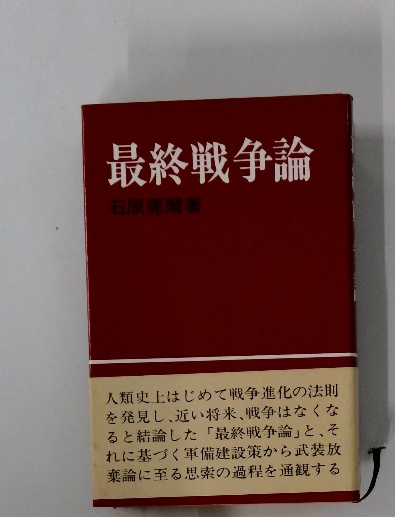 最終戦争論
石原莞爾著
人類史上はじめて戦争進化の法則
を発見し、近い将来、戦争はなくな
ると結論した「最終戦争論」と、そ
れに基づく軍備建設策から武装放
棄論に至る思索の過程を通観する